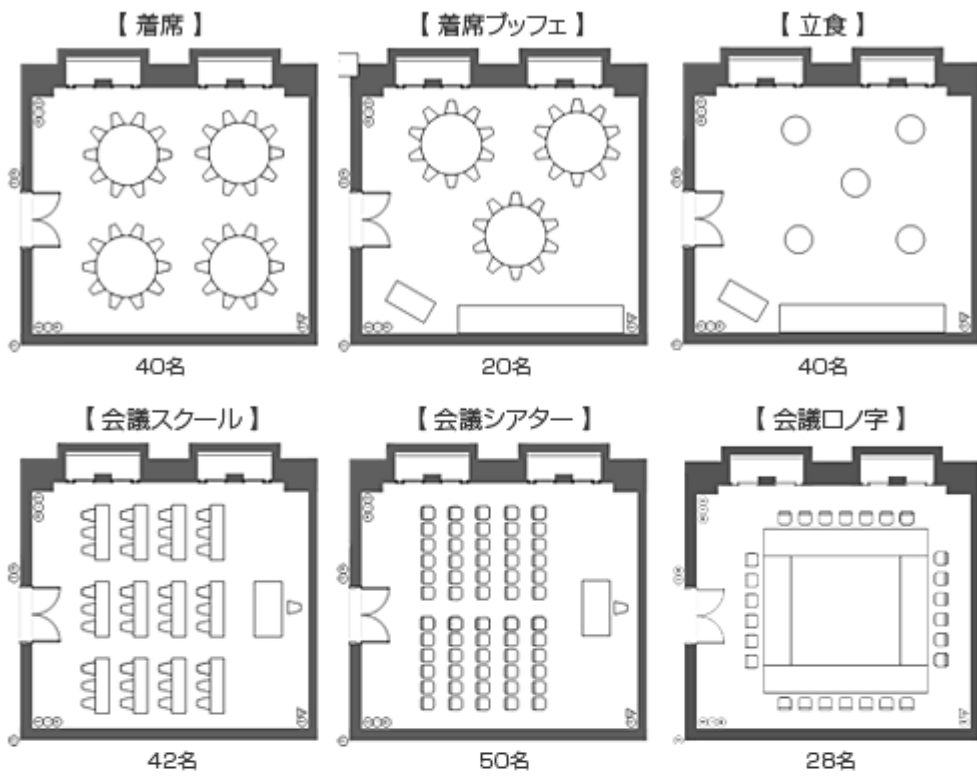 【 着席 】
【 着席ブッフェ 】
【 立食 】
40名
20名
40名
【 会議スクール 】
【 会議シアター 】
【 会議ロノ字 】
42名
50名
28名